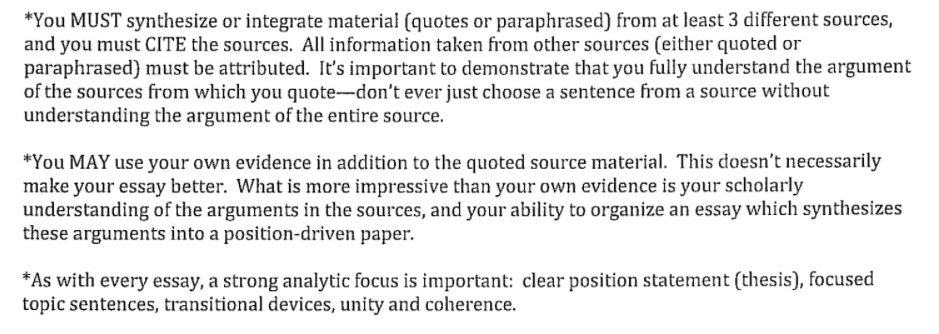 *You MUST synthesize or integrate material (quotes or paraphrased) from at least 3 different sources,
and you must CITE the sources.  All information taken from other sources (either quoted or
paraphrased) must be attributed.  It's important to demonstrate that you fully understand the argument
of the sources from which you quote—don't ever just choose a sentence from a source without
understanding the argument of the entire source.
*You MAY use your own evidence in addition to the quoted source material.  This doesn't necessarily
make your essay better.  What is more impressive than your own evidence is your scholarly
understanding of the arguments in the sources, and your ability to organize an essay which synthesizes
these arguments into a position-driven paper.
*As with every essay, a strong analytic focus is important:  clear position statement (thesis), focused
topic sentences, transitional devices, unity and coherence.